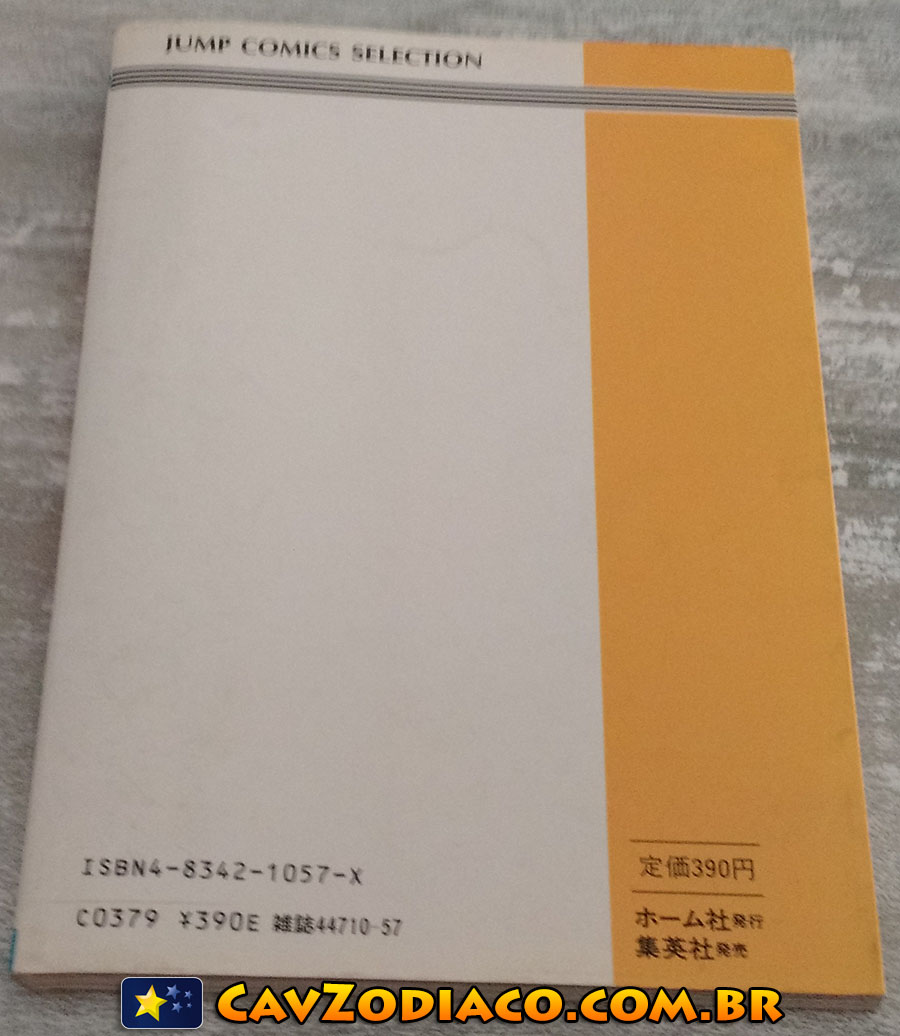 JUMP COMICS SELECTION
ISBN4-8342-1057-X
C0379 ¥390E 雑誌44710-57
定価390円
ホーム社発行
集英社発売
CavZodiaco.com.br